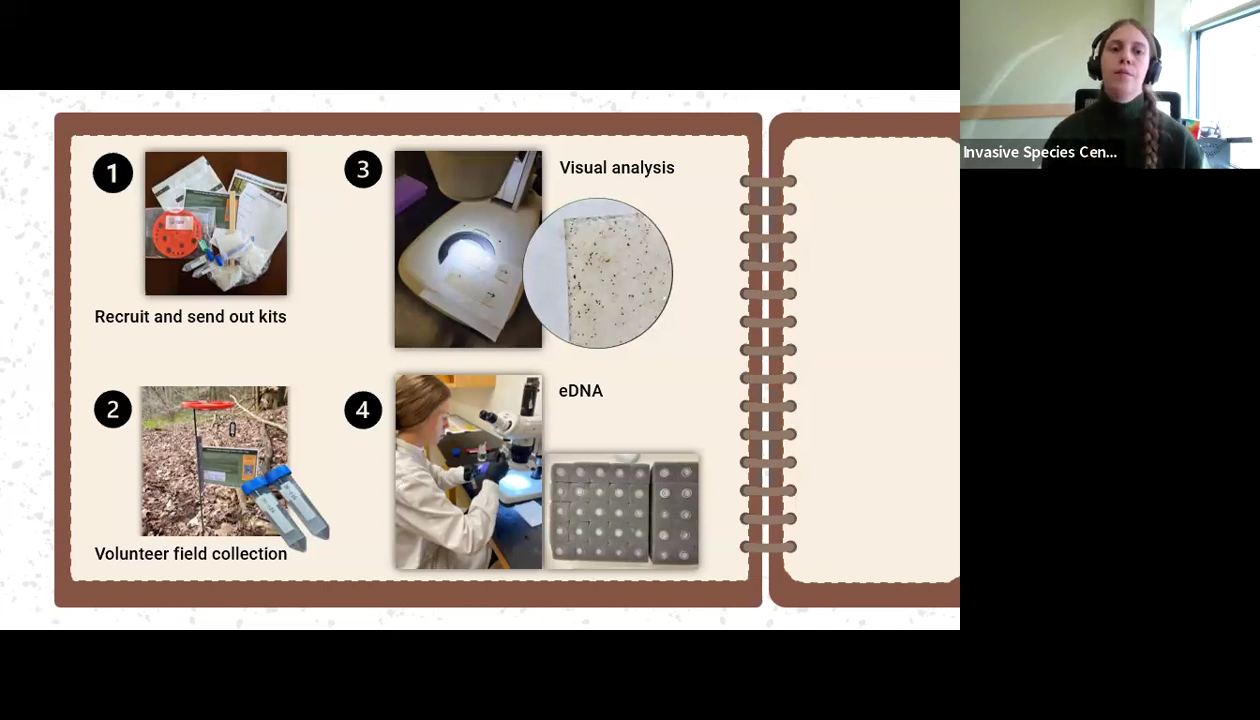 1
Recruit and send out kits
2
Volunteer field collection
3
Visual analysis
4
eDNA
Invasive Species Cen...